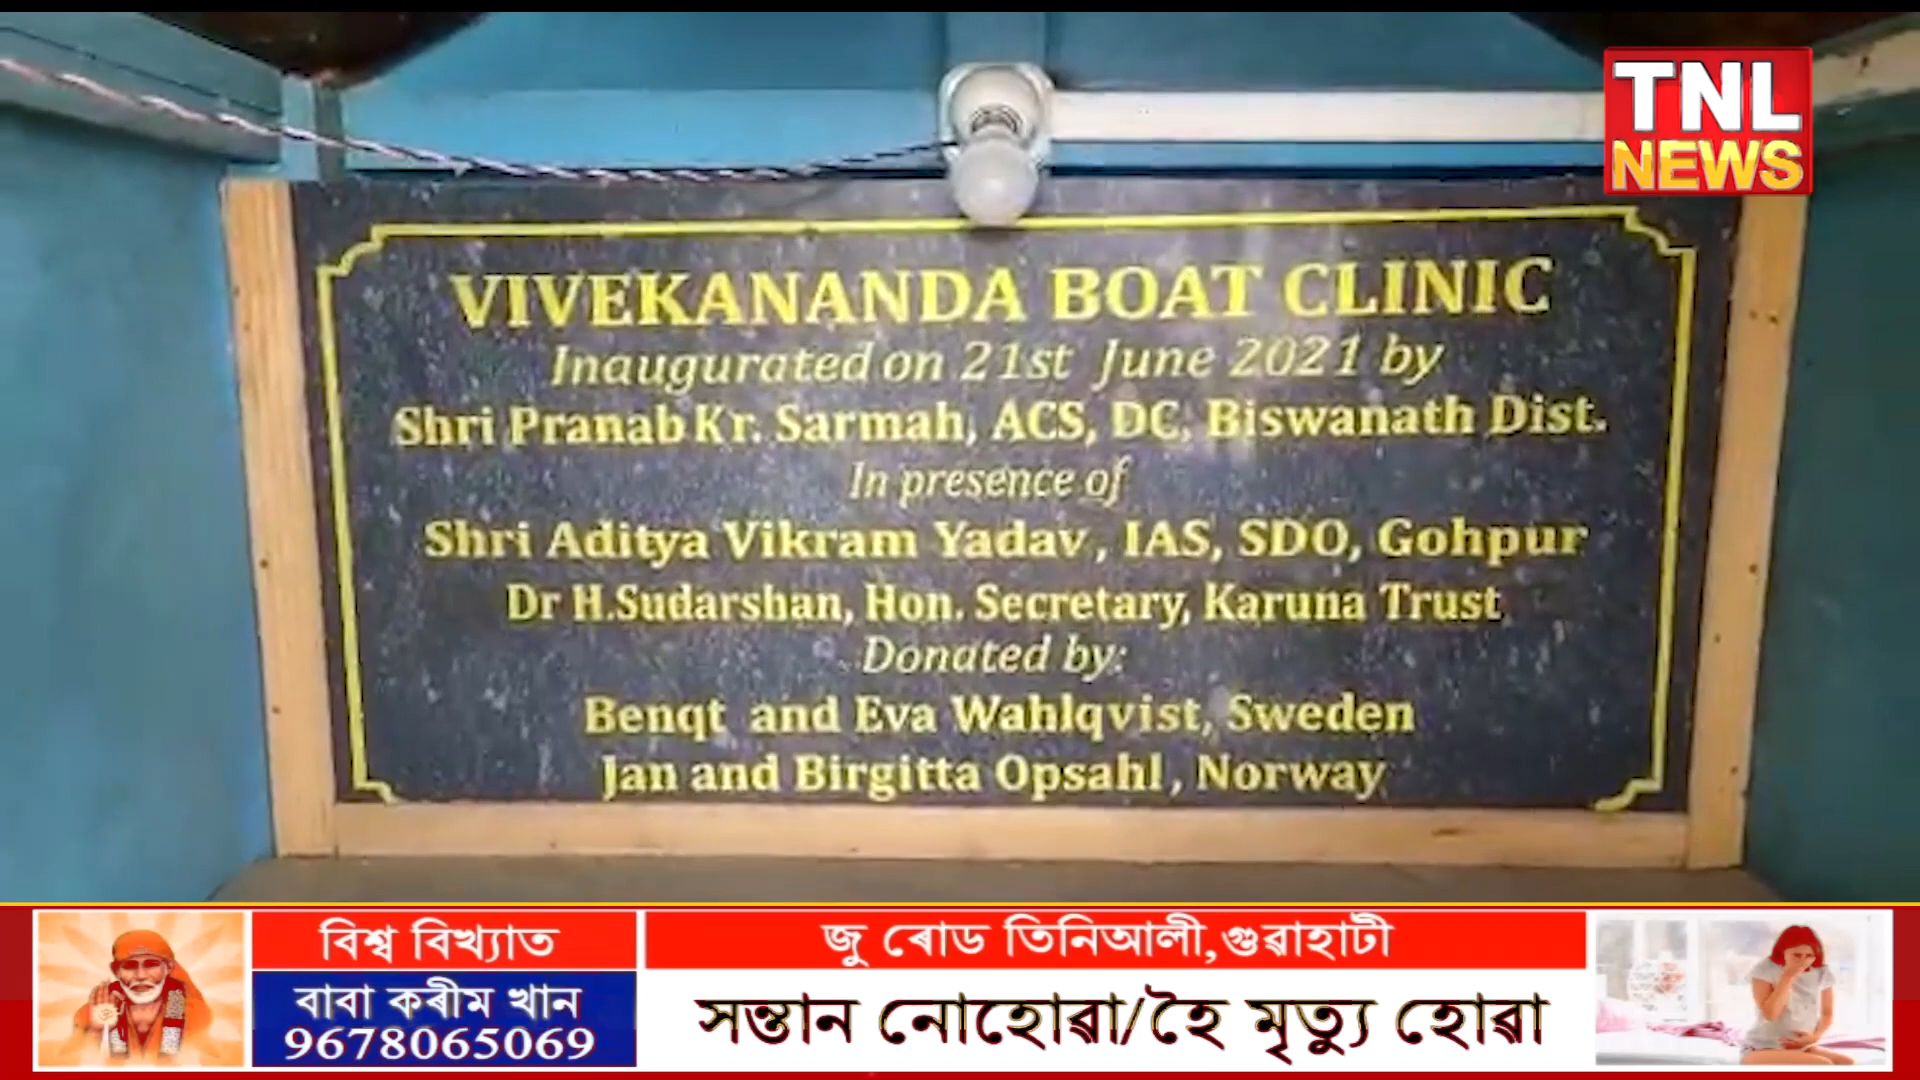 TNL
NEWS
VIVEKANANDA BOAT CLINIC
Inaugurated on 21st June 2021 by
Shri Pranab Kr. Sarmah, ACS, DC, Biswanath Dist.
In presence of
Shri Aditya Vikram Yadav, IAS, SDO, Gohpur
Dr H.Sudarshan, Hon. Secretary, Karuna Trust
Donated by:
Benqt and Eva Wahlqvist, Sweden
Jan and Birgitta Opsahl, Norway
বিশ্ব বিখ্যাত
বাবা কৰীম খান
9678065069
জু ৰোড তিনিআলী,গুৱাহাটী
সন্তান নোহোৱা/হৈ মৃত্যু হোৱা